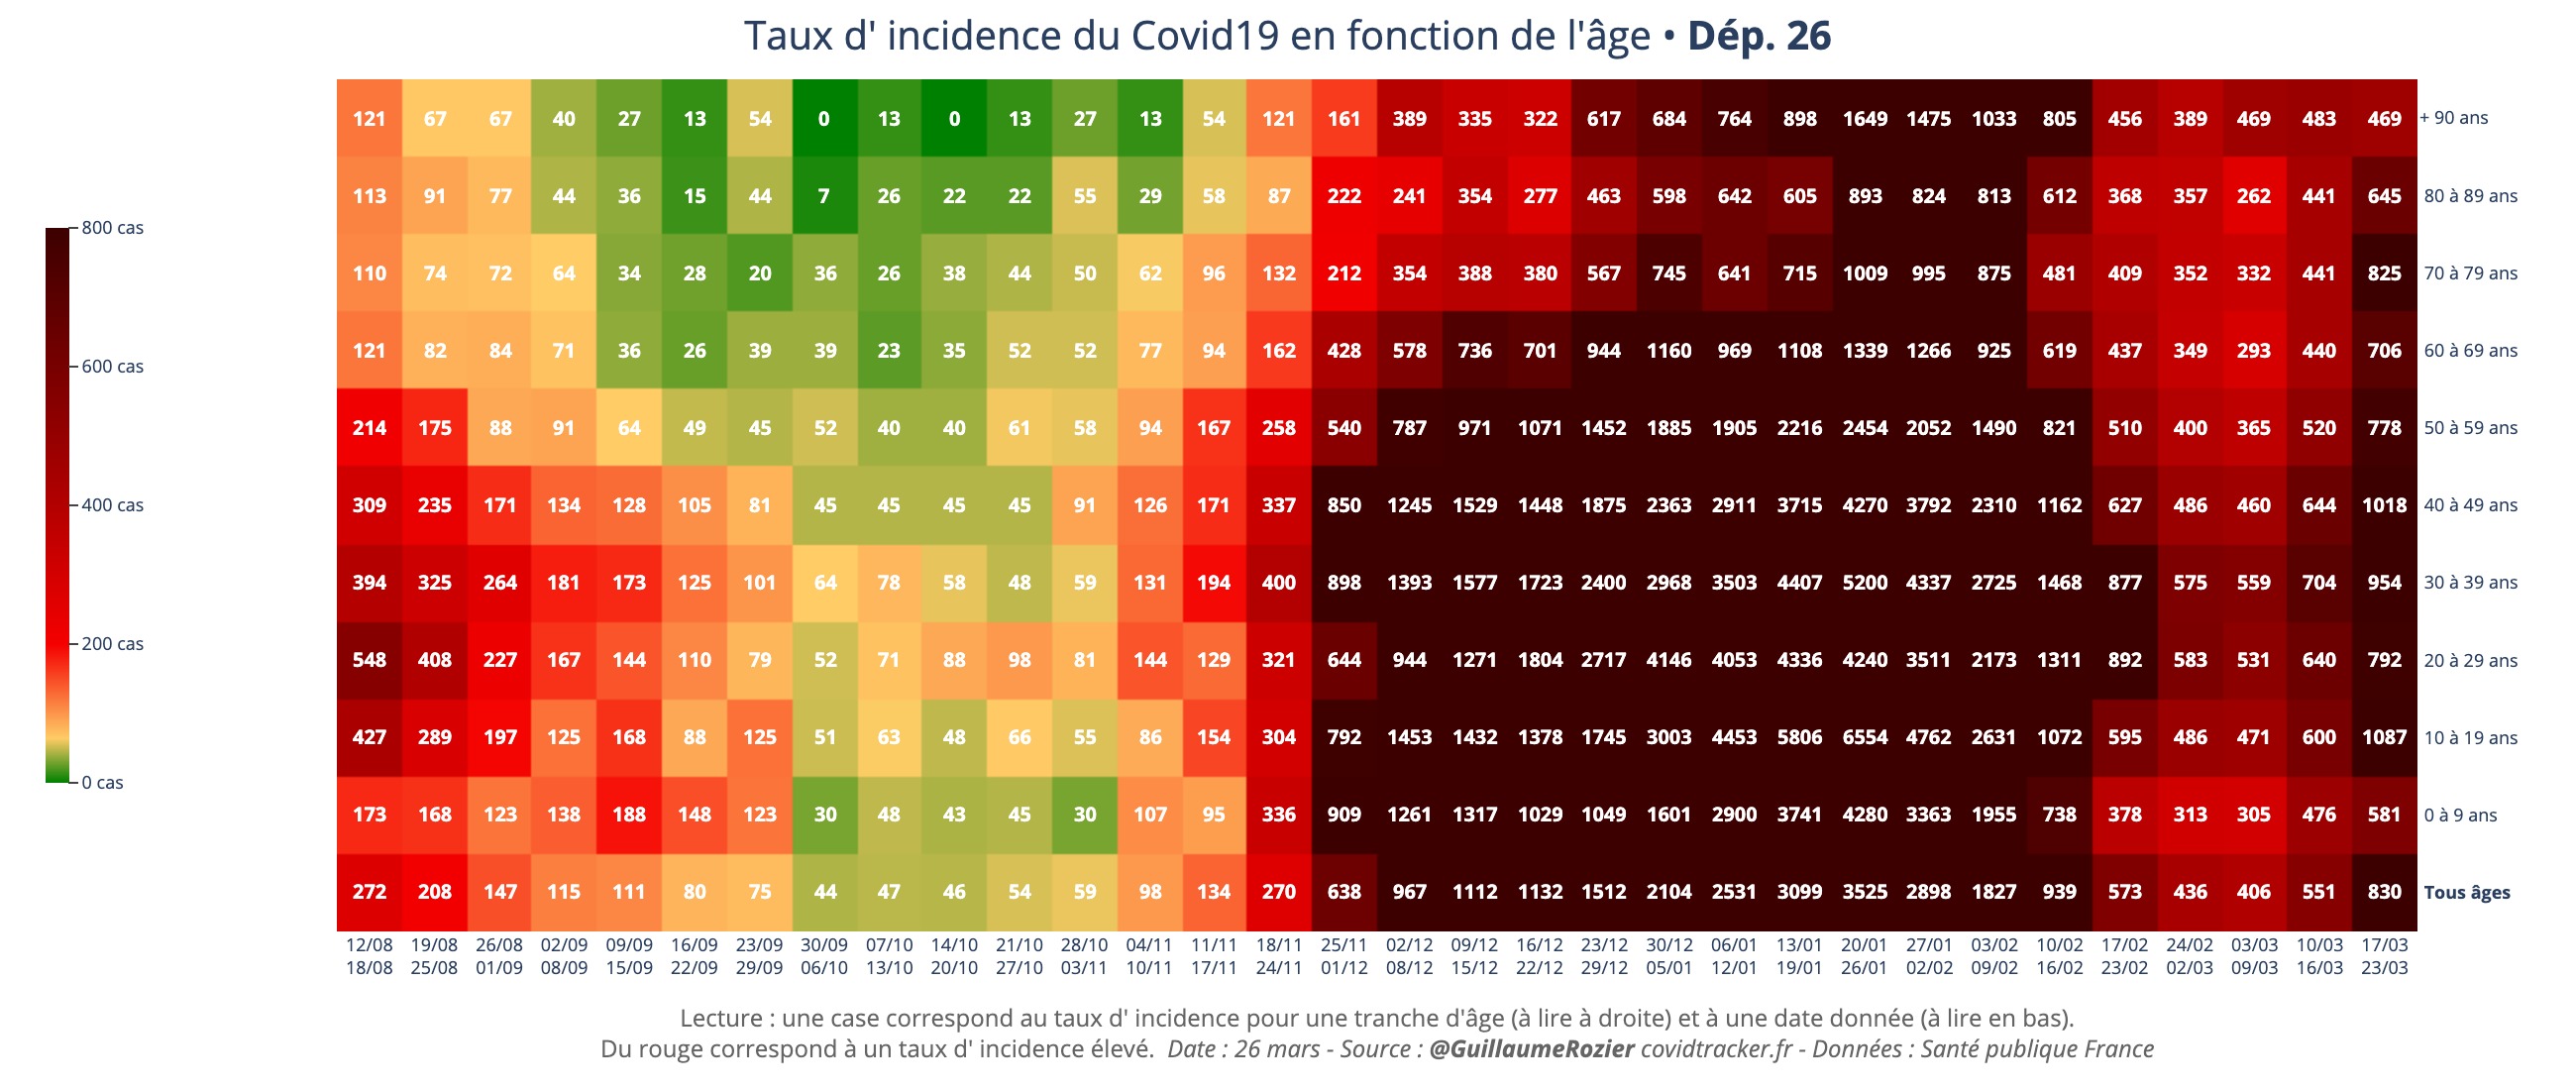 Taux d' incidence du Covid19 en fonction de l'âge • Dép. 26
800 cas
600 cas
400 cas
200 cas
0 cas
121 67 67 40 27 13 54 0 13 0 13 27 13 54 121 161 389 335 322 617 684 764 898 1649 1475 1033 805 456 389 469 483 469 + 90 ans
113 91 77 44 36 15 44 7 26 22 22 55 29 58 87 222 241 354 277 463 598 642 605 893 824 813 612 368 357 262 441 645 80 à 89 ans
110 74 72 64 34 28 20 36 26 38 44 50 62 96 132 212 354 388 380 567 745 641 715 1009 995 875 481 409 352 332 441 825 70 à 79 ans
121 82 84 71 36 26 39 39 23 35 52 52 77 94 162 428 578 736 701 944 1160 969 1108 1339 1266 925 619 437 349 293 440 706 60 à 69 ans
214 175 88 91 64 49 45 52 40 40 61 58 94 167 258 540 787 971 1071 1452 1885 1905 2216 2454 2052 1490 821 510 400 365 520 778 50 à 59 ans
309 235 171 134 128 105 81 45 45 45 45 91 126 171 337 850 1245 1529 1448 1875 2363 2911 3715 4270 3792 2310 1162 627 486 460 644 1018 40 à 49 ans
394 325 264 181 173 125 101 64 78 58 48 59 131 194 400 898 1393 1577 1723 2400 2968 3503 4407 5200 4337 2725 1468 877 575 559 704 954 30 à 39 ans
548 408 227 167 144 110 79 52 71 88 98 81 144 129 321 644 944 1271 1804 2717 4146 4053 4336 4240 3511 2173 1311 892 583 531 640 792 20 à 29 ans
427 289 197 125 168 88 125 51 63 48 66 55 86 154 304 792 1453 1432 1378 1745 3003 4453 5806 6554 4762 2631 1072 595 486 471 600 1087 10 à 19 ans
173 168 123 138 188 148 123 30 48 43 45 30 107 95 336 909 1261 1317 1029 1049 1601 2900 3741 4280 3363 1955 738 378 313 305 476 581 0 à 9 ans
272 208 147 115 111 80 75 44 47 46 54 59 98 134 270 638 967 1112 1132 1512 2104 2531 3099 3525 2898 1827 939 573 436 406 551 830 Tous âges
12/08 19/08 26/08 02/09 09/09 16/09 23/09 30/09 07/10 14/10 21/10 28/10 04/11 11/11 18/11 25/11 02/12 09/12 16/12 23/12 30/12 06/01 13/01 20/01 27/01 03/02 10/02 17/02 24/02 03/03 10/03 17/03
18/08 25/08 01/09 08/09 15/09 22/09 29/09 06/10 13/10 20/10 27/10 03/11 10/11 17/11 24/11 01/12 08/12 15/12 22/12 29/12 05/01 12/01 19/01 26/01 02/02 09/02 16/02 23/02 02/03 09/03 16/03 23/03
Lecture : une case correspond au taux d' incidence pour une tranche d'âge (à lire à droite) et à une date donnée (à lire en bas).
Du rouge correspond à un taux d' incidence élevé. Date : 26 mars - Source : @GuillaumeRozier covidtracker.fr - Données : Santé publique France